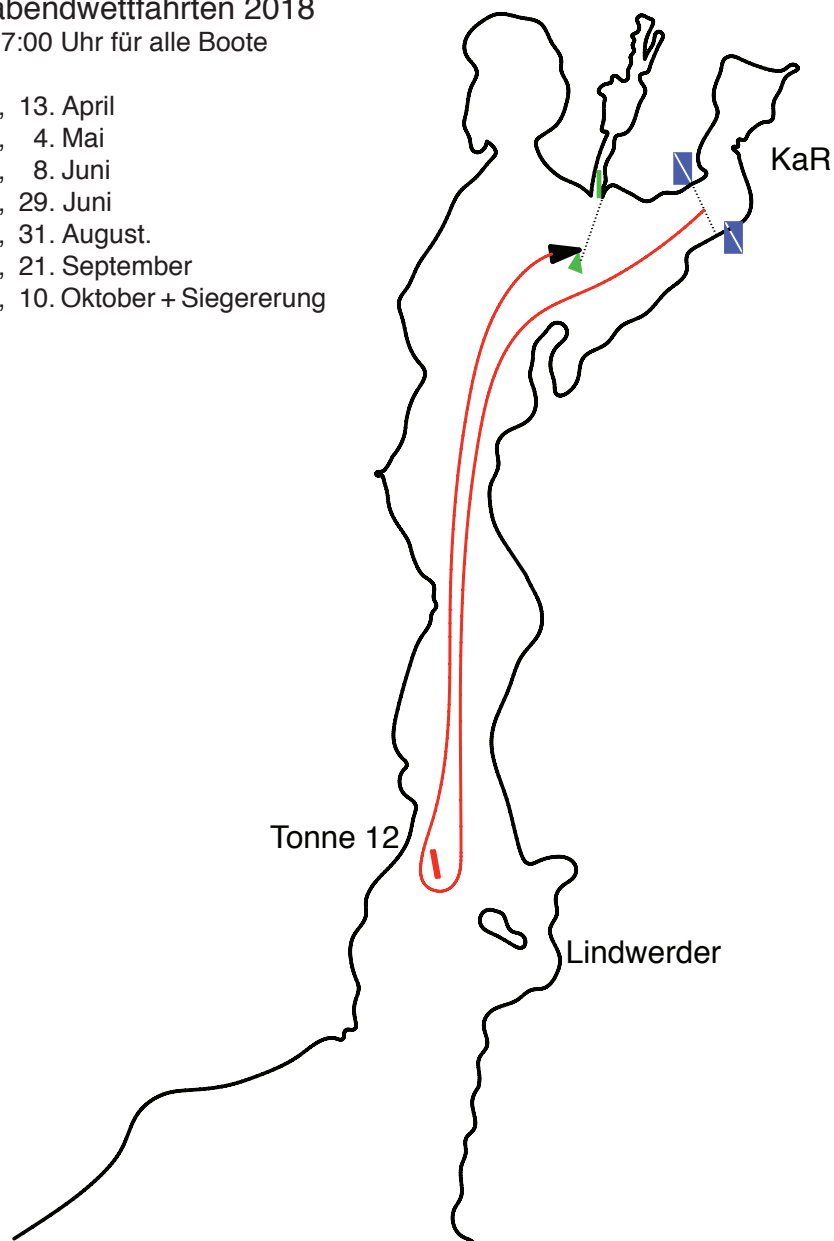 abendwettfahrten 2018
7:00 Uhr für alle Boote
, 13. April
, 4. Mai
, 8. Juni
, 29. Juni
, 31. August.
, 21. September
, 10. Oktober + Siegererung
KaR
Tonne 12
Lindwerder